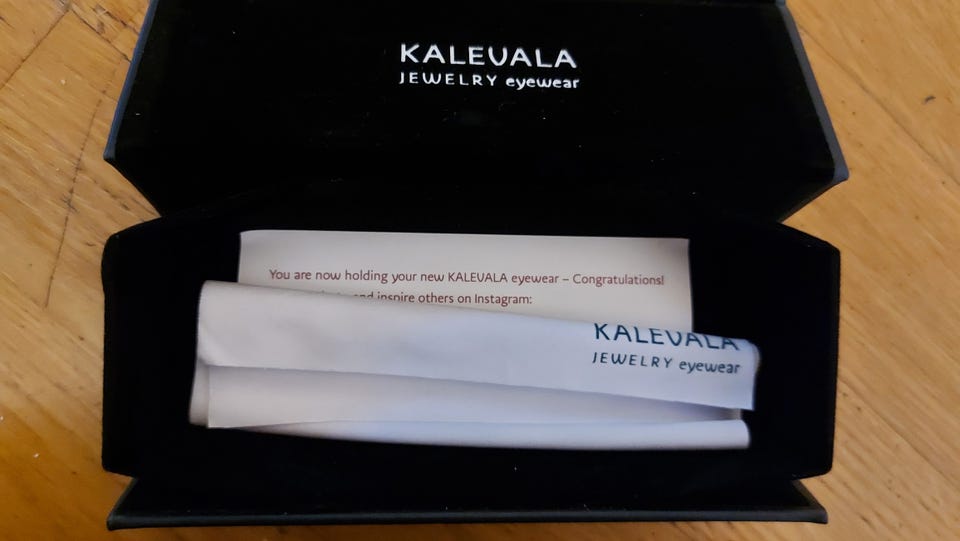 KALEVALA
JEWELRY eyewear
You are now holding your new KALEVALA eyewear – Congratulations!
and inspire others on Instagram:
KALEVALA
JEWELRY eyewear